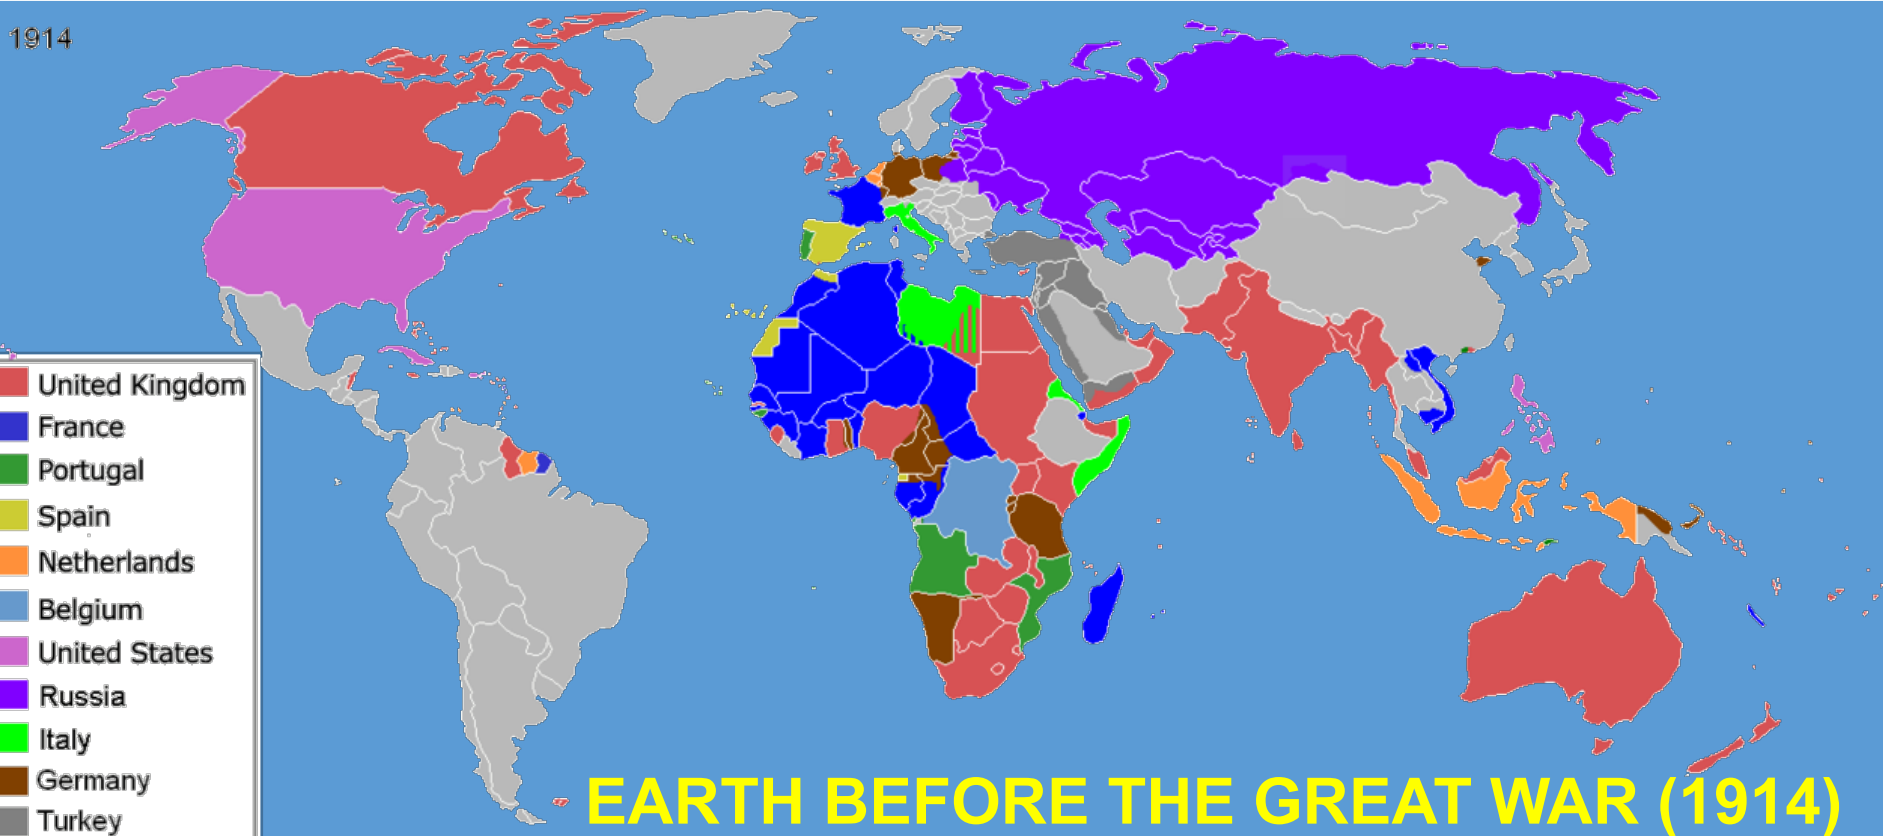 1914
United Kingdom
France
Portugal
Spain
Netherlands
Belgium
United States
Russia
Italy
Germany
Turkey
EARTH BEFORE THE GREAT WAR (1914)